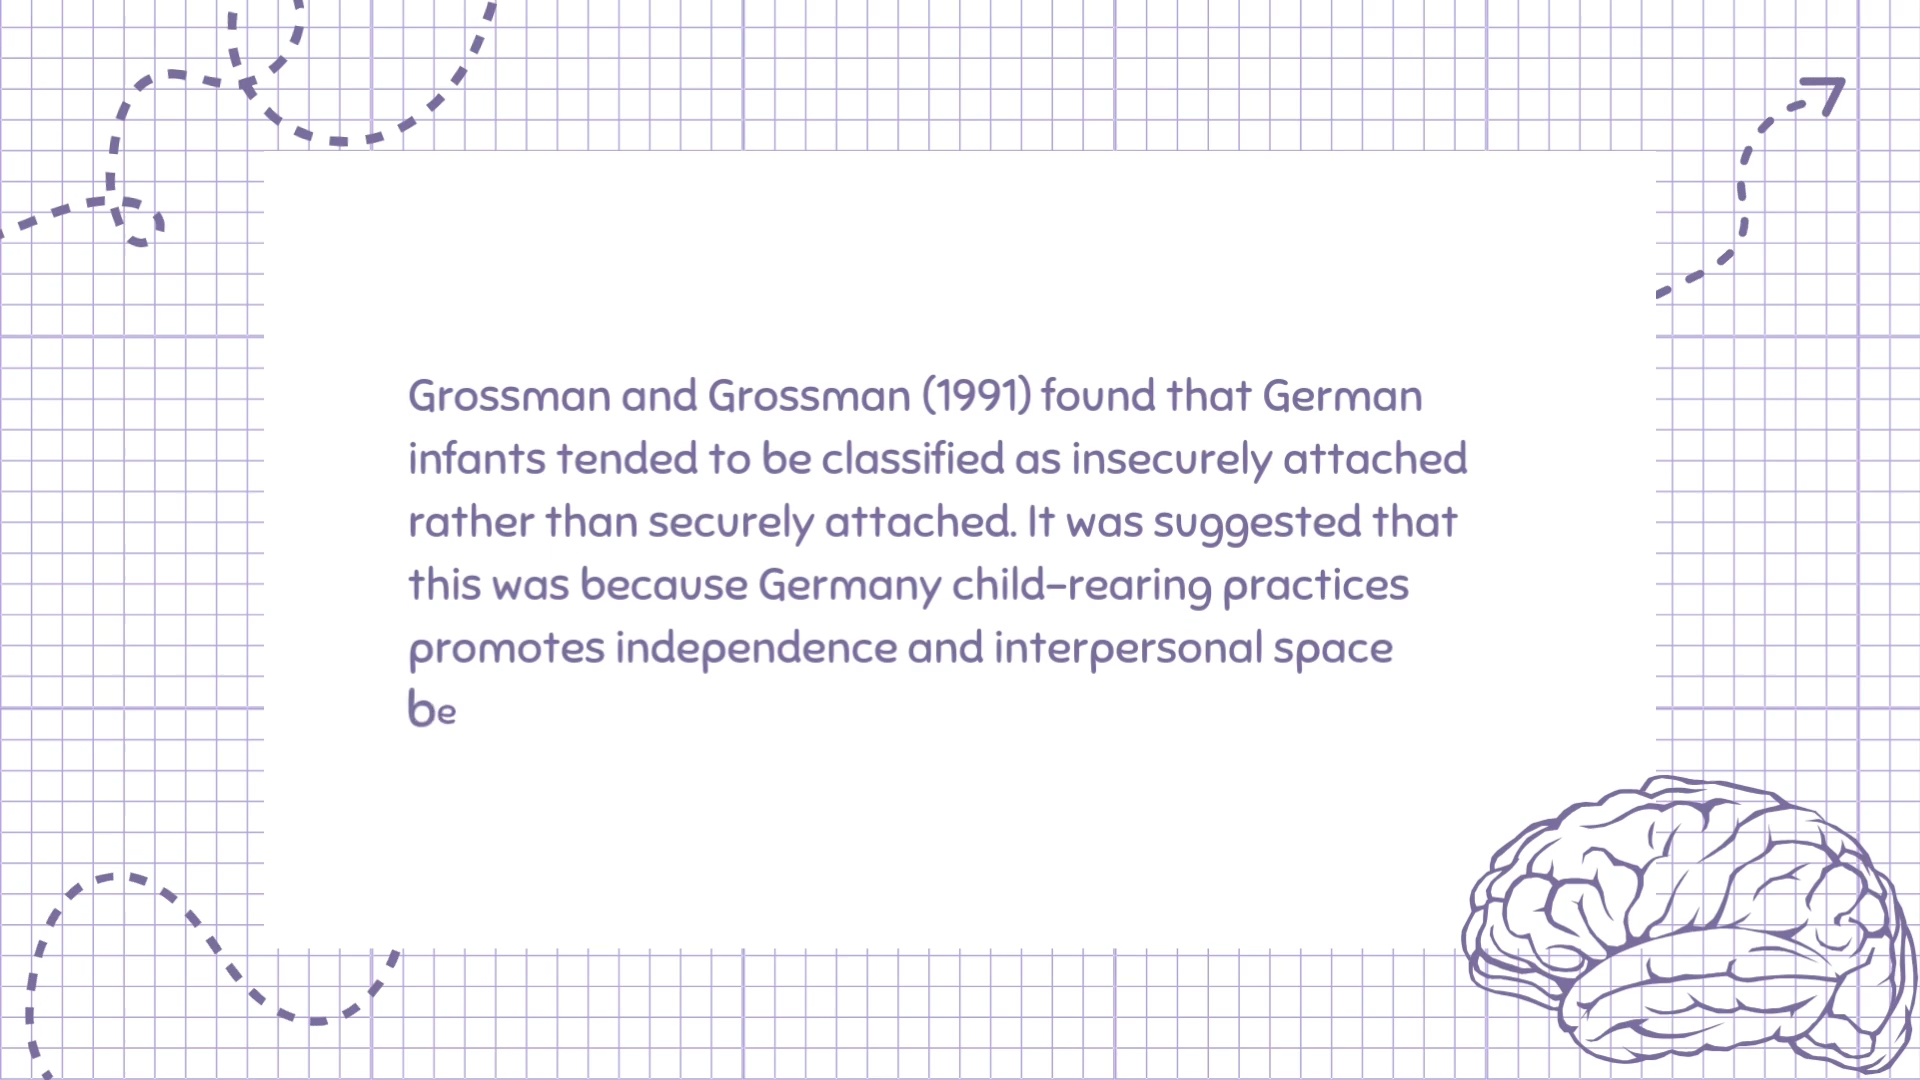 Grossman and Grossman (1991) found that German
infants tended to be classified as insecurely attached
rather than securely attached. It was suggested that
this was because Germany child-rearing practices
promotes independence and interpersonal space
be